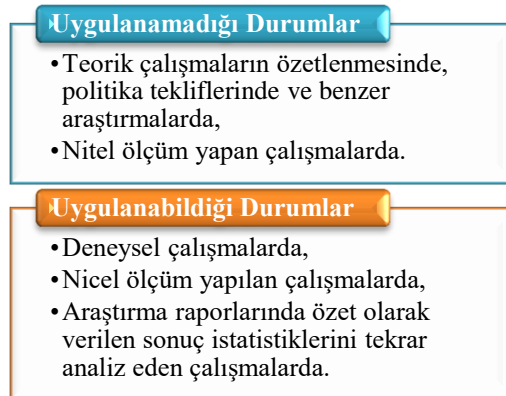 Uygulanamadığı Durumlar
•Teorik çalışmaların özetlenmesinde,
politika tekliflerinde ve benzer
araştırmalarda,
•Nitel ölçüm yapan çalışmalarda.
Uygulanabildiği Durumlar
•Deneysel çalışmalarda,
•Nicel ölçüm yapılan çalışmalarda,
•Araştırma raporlarında özet olarak
verilen sonuç istatistiklerini tekrar
analiz eden çalışmalarda.